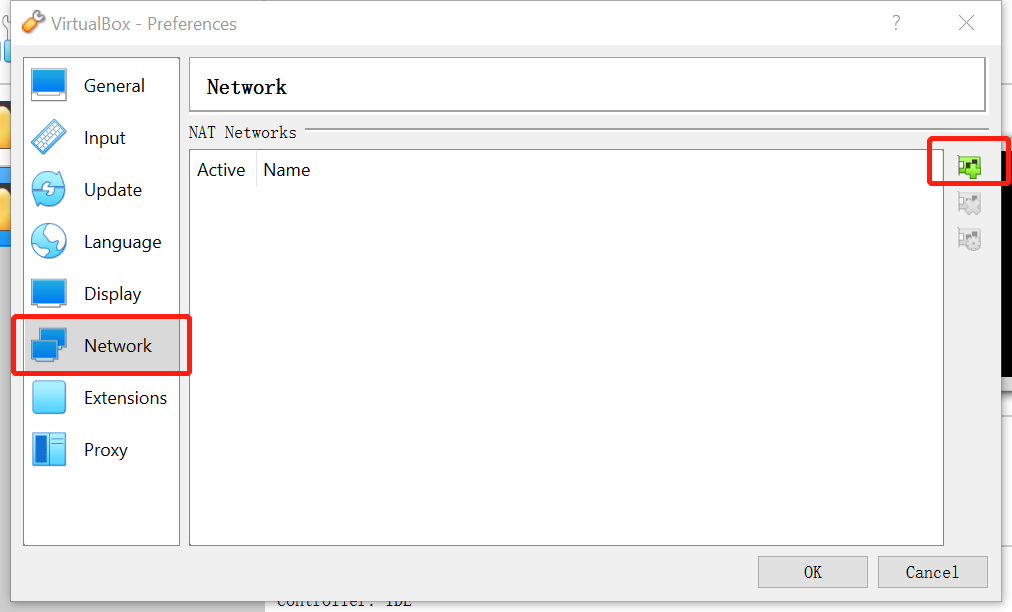 VirtualBox - Preferences
?
General
Input
Update
Language
Display
Network
Extensions
Proxy
Network
NAT Networks
Active Name
OK Cancel
Controller: IDE